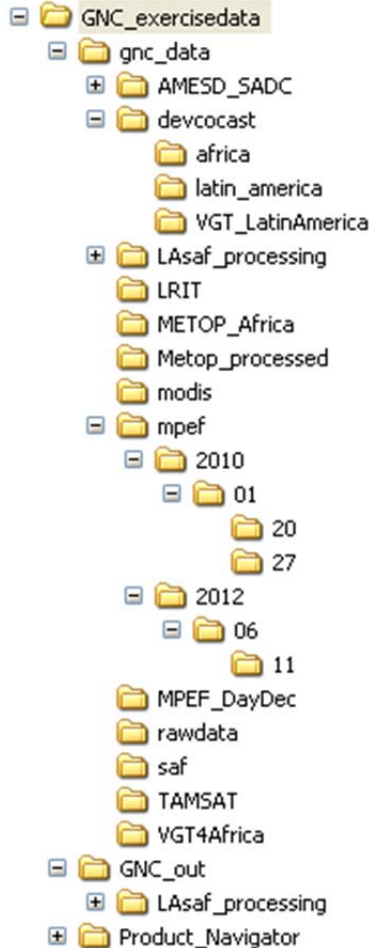 GNC_exercisedata
gnc_data
AMESD_SADC
devcocast
africa
latin_america
VGT_LatinAmerica
LAsaf_processing
LRIT
METOP_Africa
Metop_processed
modis
mpef
2010
01
20
27
2012
06
11
MPEF_DayDec
rawdata
saf
TAMSAT
VGT4Africa
GNC_out
LAsaf_processing
Product_Navigator